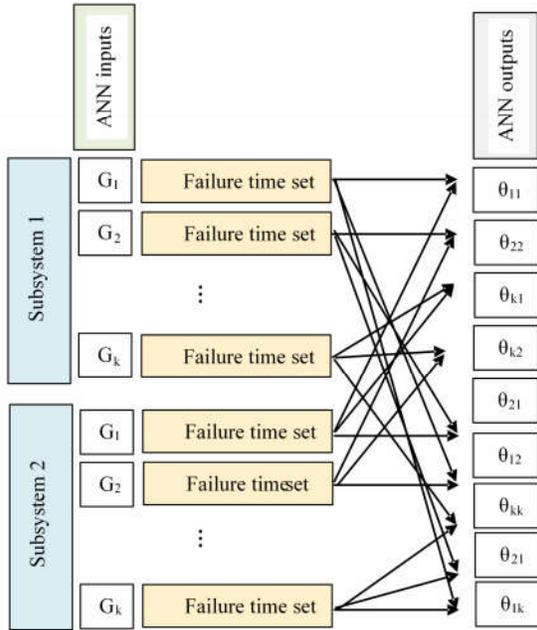 ANN inputs
ANN outputs
Subsystem 1
G1 Failure time set
G2 Failure time set
⋮
Gk Failure time set
Subsystem 2
G1 Failure time set
G2 Failure timeset
⋮
Gk Failure time set
θ11
θ22
θk1
θk2
θ21
θ12
θkk
θ21
θ1k